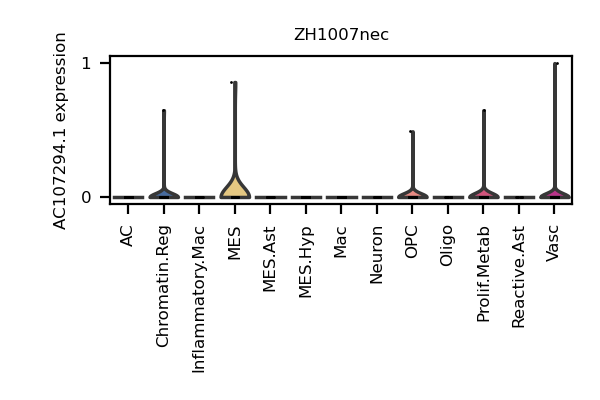 ZH1007nec
AC107294.1 expression
1
0
AC
Chromatin.Reg
Inflammatory.Mac
MES
MES.Ast
MES.Hyp
Mac
Neuron
OPC
Oligo
Prolif.Metab
Reactive.Ast
Vasc